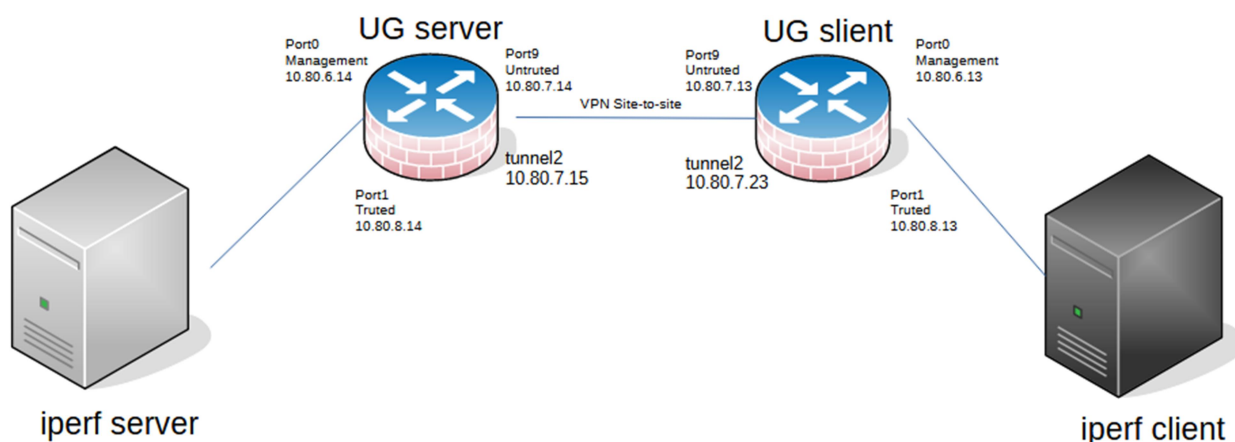 UG server
Port0
Management
10.80.6.14
Port9
Untruted
10.80.7.14
tunnel2
10.80.7.15
Port1
Truted
10.80.8.14
VPN Site-to-site
UG slient
Port9
Untruted
10.80.7.13
Port0
Management
10.80.6.13
tunnel2
10.80.7.23
Port1
Truted
10.80.8.13
iperf server
iperf client